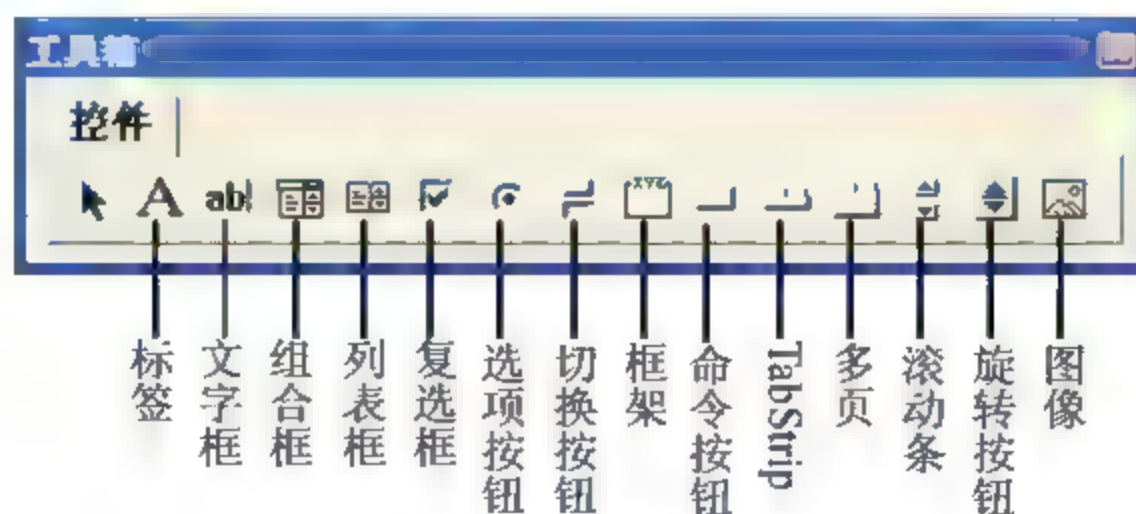 工具箱
控件
A
abl
XYZ
标签
文字框
组合框
列表框
复选框
选项按钮
切换按钮
框架
命令按钮
TabStrip
多页
滚动条
旋转按钮
图像